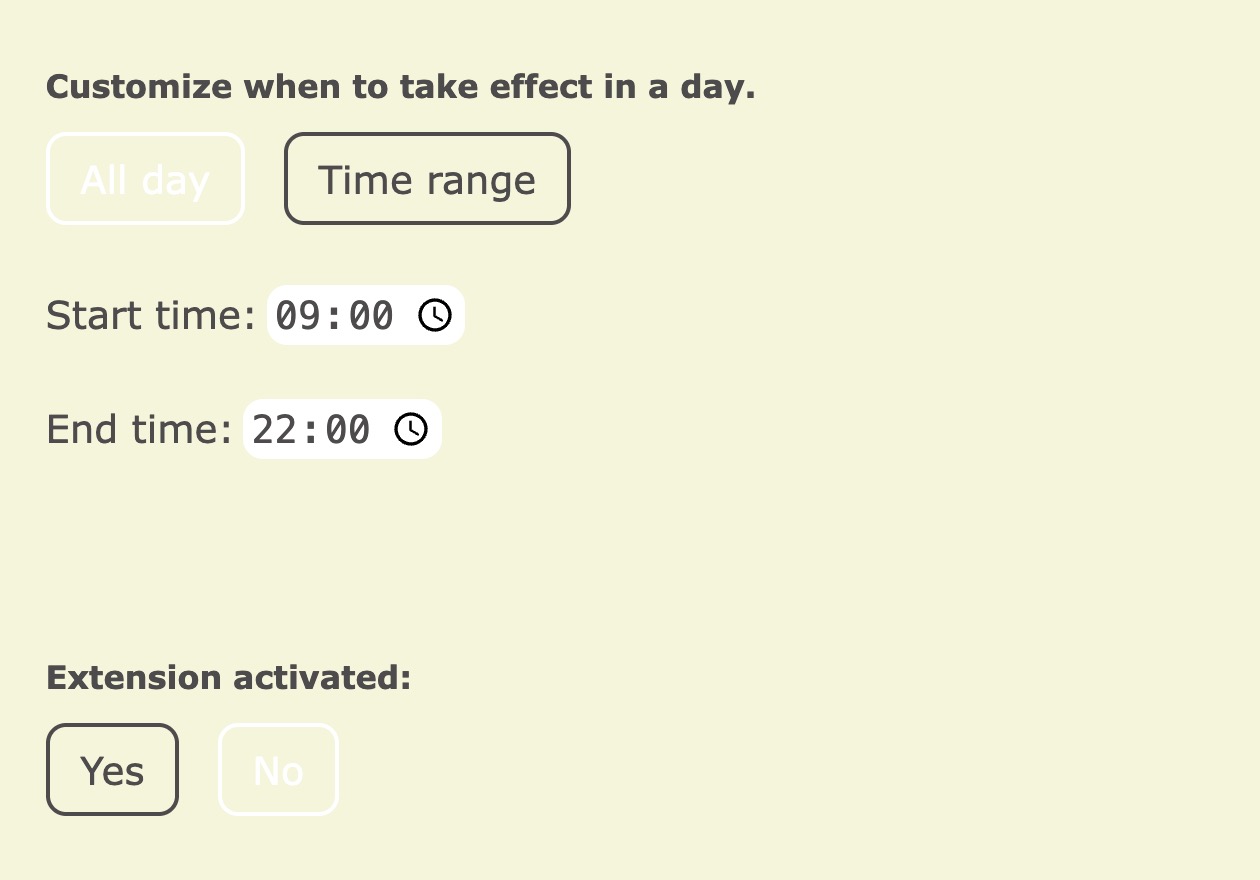 Customize when to take effect in a day.
All day Time range
Start time: 09:00
End time: 22:00
Extension activated:
Yes No